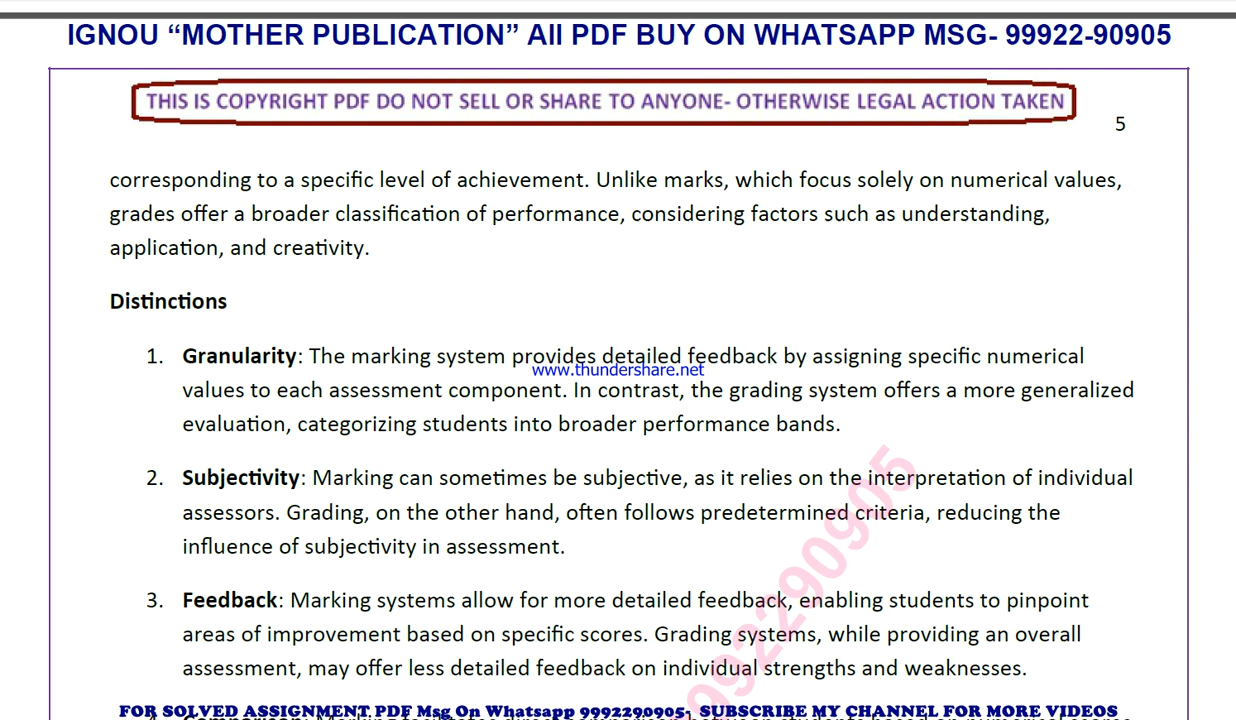 IGNOU “MOTHER PUBLICATION” All PDF BUY ON WHATSAPP MSG- 99922-90905
THIS IS COPYRIGHT PDF DO NOT SELL OR SHARE TO ANYONE- OTHERWISE LEGAL ACTION TAKEN
5
corresponding to a specific level of achievement. Unlike marks, which focus solely on numerical values,
grades offer a broader classification of performance, considering factors such as understanding,
application, and creativity.
Distinctions
1. Granularity: The marking system provides detailed feedback by assigning specific numerical
www.thundershare.net
values to each assessment component. In contrast, the grading system offers a more generalized
evaluation, categorizing students into broader performance bands.
2. Subjectivity: Marking can sometimes be subjective, as it relies on the interpretation of individual
assessors. Grading, on the other hand, often follows predetermined criteria, reducing the
influence of subjectivity in assessment.
3. Feedback: Marking systems allow for more detailed feedback, enabling students to pinpoint
areas of improvement based on specific scores. Grading systems, while providing an overall
assessment, may offer less detailed feedback on individual strengths and weaknesses.
9992290905
FOR SOLVED ASSIGNMENT PDF Msg On Whatsapp 9992290905- SUBSCRIBE MY CHANNEL FOR MORE VIDEOS